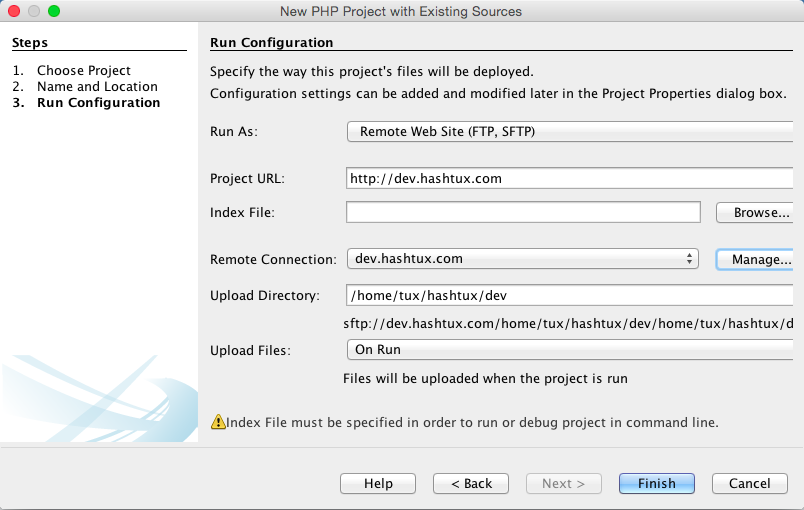 New PHP Project with Existing Sources
Steps
1. Choose Project
2. Name and Location
3. Run Configuration
Run Configuration
Specify the way this project's files will be deployed.
Configuration settings can be added and modified later in the Project Properties dialog box.
Run As: Remote Web Site (FTP, SFTP)
Project URL: http://dev.hashtux.com
Index File: Browse...
Remote Connection: dev.hashtux.com Manage...
Upload Directory: /home/tux/hashtux/dev
sftp://dev.hashtux.com/home/tux/hashtux/dev/home/tux/hashtux/d
Upload Files: On Run
Files will be uploaded when the project is run
Index File must be specified in order to run or debug project in command line.
Help < Back Next > Finish Cancel